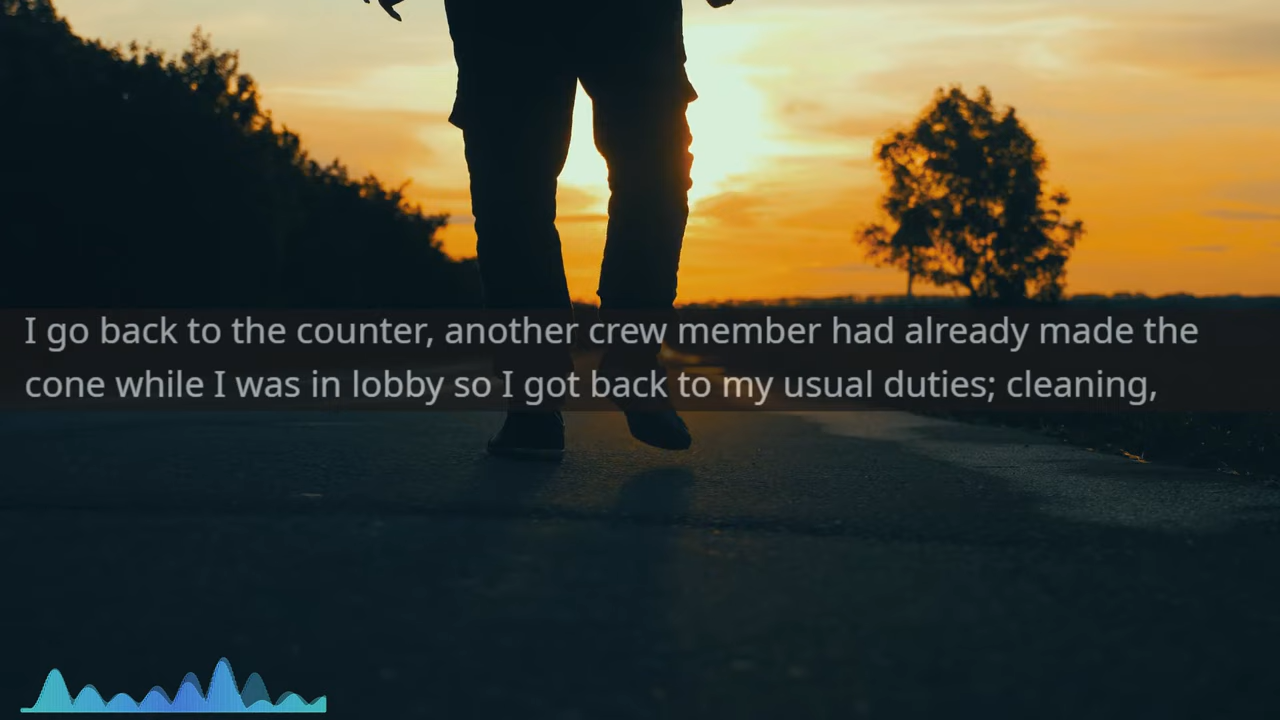 I go back to the counter, another crew member had already made the
cone while I was in lobby so I got back to my usual duties; cleaning,